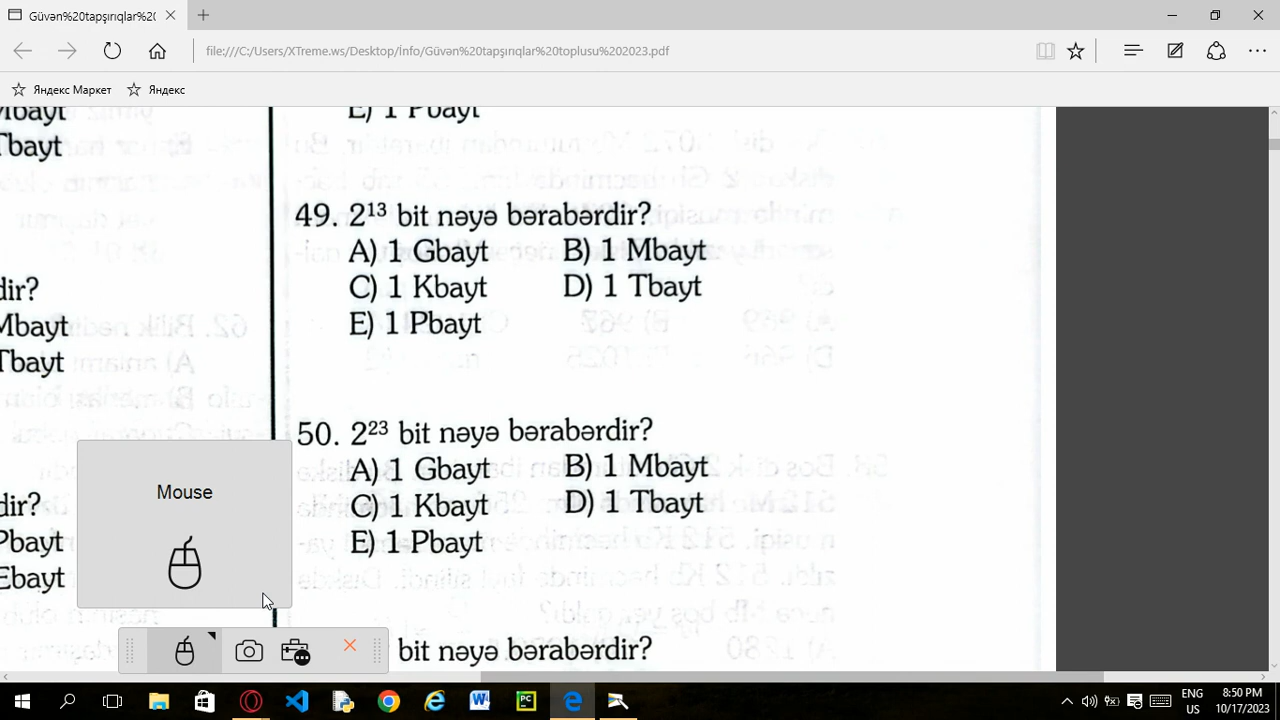 Güvən%20tapşırıqlar%20
file:///C:/Users/XTreme.ws/Desktop/İnfo/Güvən%20tapşırıqlar%20toplusu%202023.pdf
Яндекс Маркет
Яндекс
Mbayt
Tbayt
E) 1 Pbayt
49. 2¹³ bit nəyə bərabərdir?
A) 1 Gbayt B) 1 Mbayt
C) 1 Kbayt D) 1 Tbayt
E) 1 Pbayt
dir?
Mbayt
Tbayt
50. 2²³ bit nəyə bərabərdir?
A) 1 Gbayt B) 1 Mbayt
C) 1 Kbayt D) 1 Tbayt
E) 1 Pbayt
dir?
Pbayt
Ebayt
Mouse
bit nəyə bərabərdir?
ENG
US
8:50 PM
10/17/2023